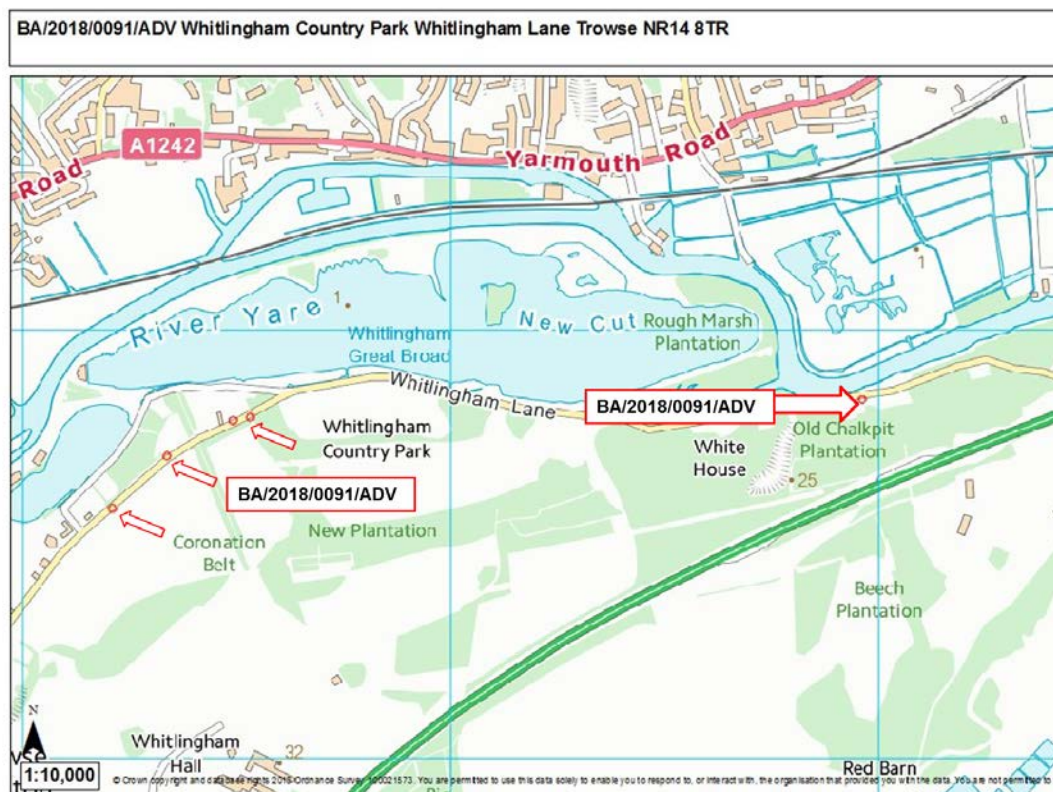 BA/2018/0091/ADV Whitlingham Country Park Whitlingham Lane Trowse NR14 8TR
A1242
Road
Yarmouth Road
River Yare
1
1
Whitlingham
Great Broad
New Cut
Rough Marsh
Plantation
Whitlingham Lane
BA/2018/0091/ADV
Whitlingham
Country Park
White
House
Old Chalkpit
Plantation
25
BA/2018/0091/ADV
Coronation
Belt
New Plantation
Beech
Plantation
N
Whitlingham
Hall
32
Red Barn
1:10,000
© Crown copyright and database rights 2018 Ordnance Survey 100021573. You are permitted to use this data solely to enable you to respond to, or interact with, the organisation that provided you with the data. You are not permitted to